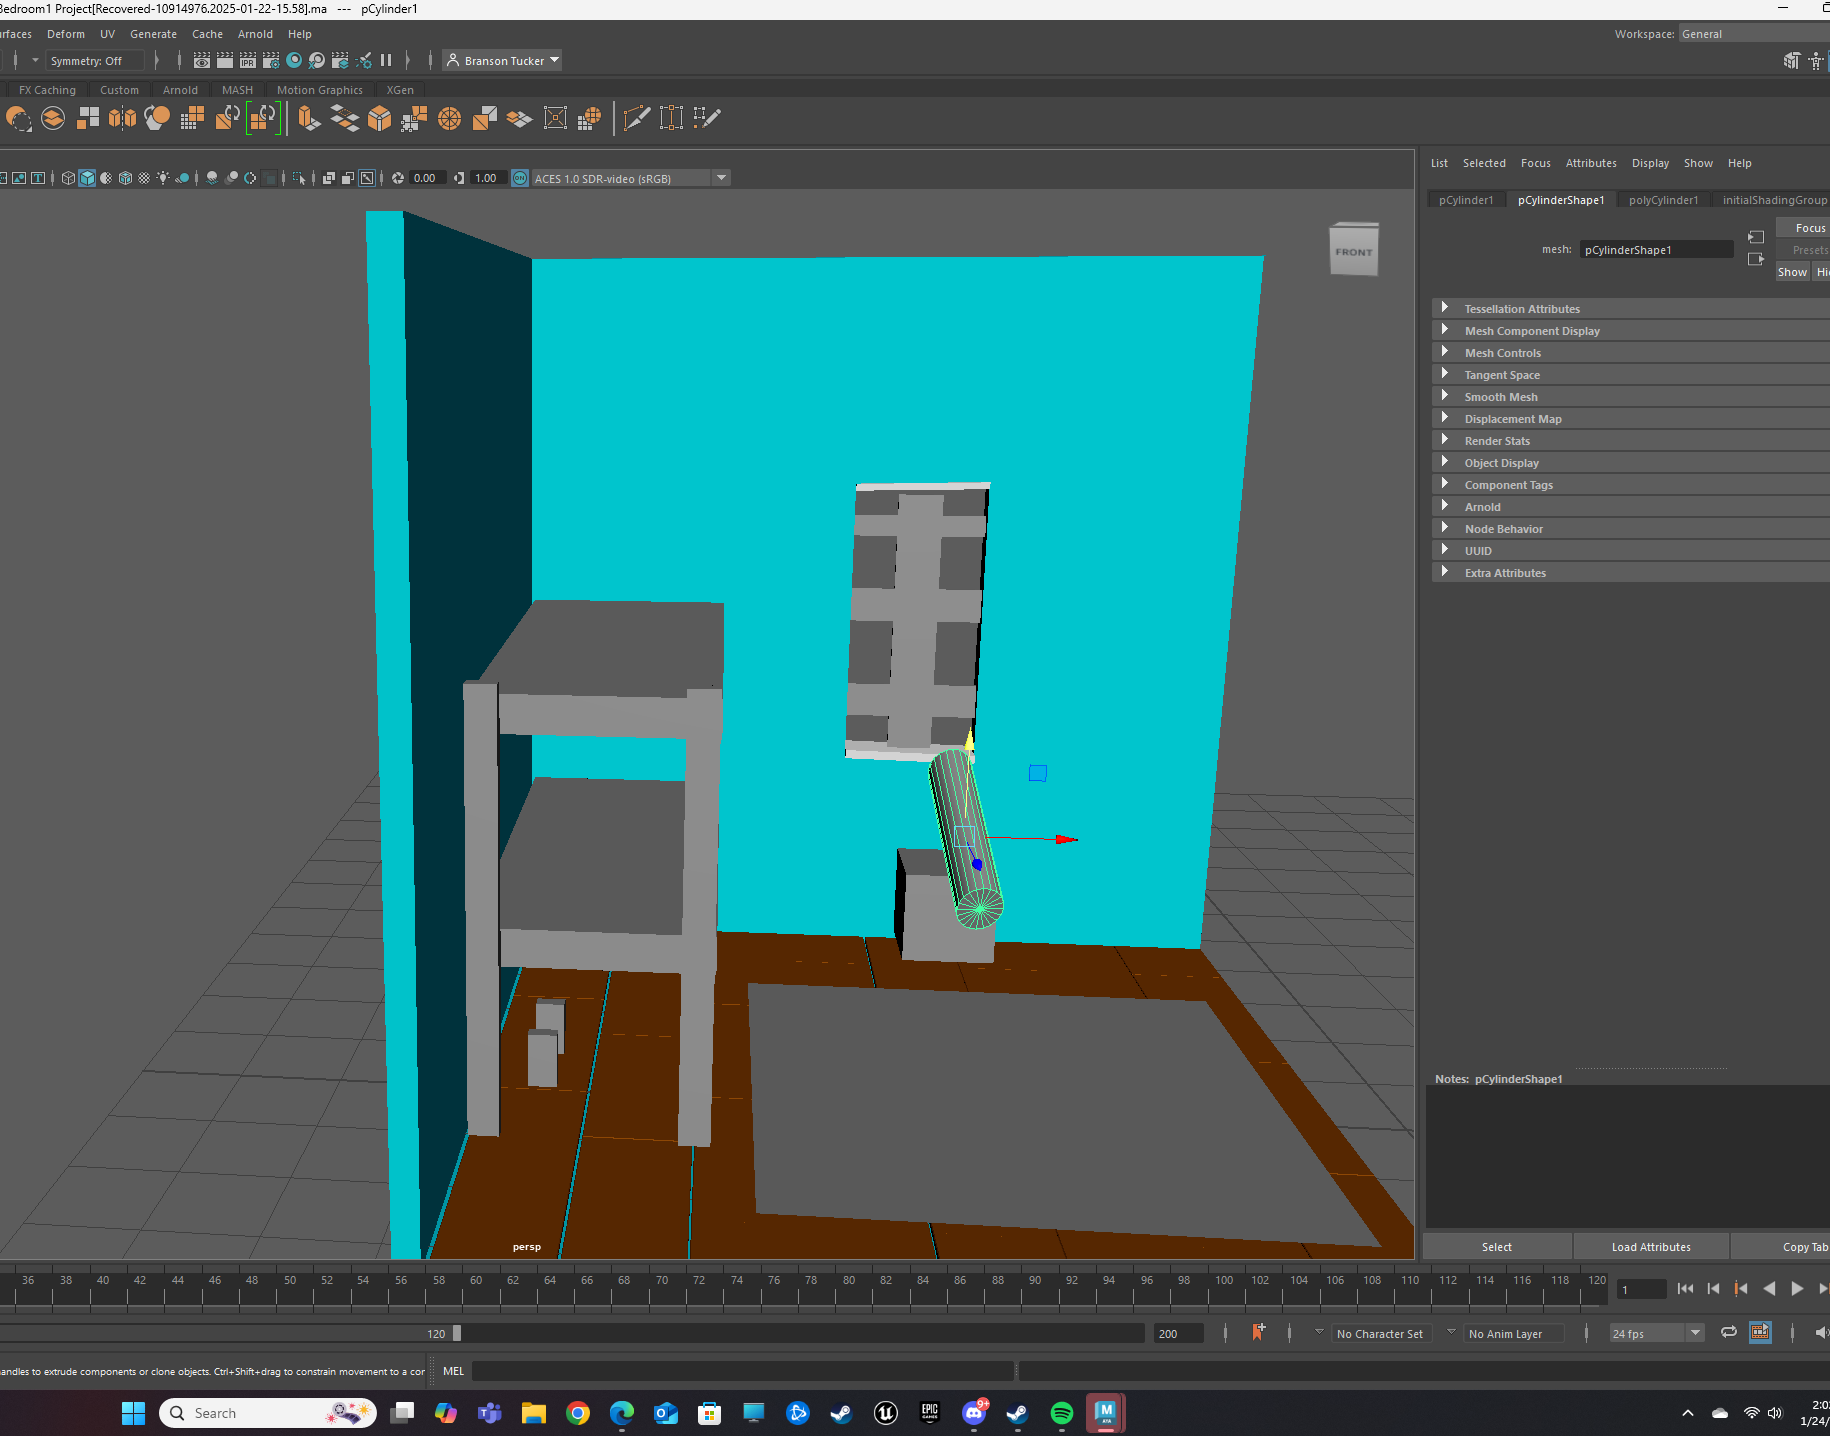 Bedroom1 Project[Recovered-10914976.2025-01-22-15.58].ma --- pCylinder1
urfaces Deform UV Generate Cache Arnold Help
Workspace: General
Symmetry: Off
IPR
Branson Tucker
FX Caching Custom Arnold MASH Motion Graphics XGen
0.00 1.00 ON ACES 1.0 SDR-video (sRGB)
List Selected Focus Attributes Display Show Help
pCylinder1 pCylinderShape1 polyCylinder1 initialShadingGroup
Focus
mesh: pCylinderShape1
Presets
Show Hi
FRONT
Tessellation Attributes
Mesh Component Display
Mesh Controls
Tangent Space
Smooth Mesh
Displacement Map
Render Stats
Object Display
Component Tags
Arnold
Node Behavior
UUID
Extra Attributes
Notes: pCylinderShape1
persp
Select Load Attributes Copy Tab
36 38 40 42 44 46 48 50 52 54 56 58 60 62 64 66 68 70 72 74 76 78 80 82 84 86 88 90 92 94 96 98 100 102 104 106 108 110 112 114 116 118 120
1
120 200 No Character Set No Anim Layer 24 fps
andles to extrude components or clone objects. Ctrl+Shift+drag to constrain movement to a cor MEL
Search
EPIC GAMES
9+
M
AYA
2:0
1/24/